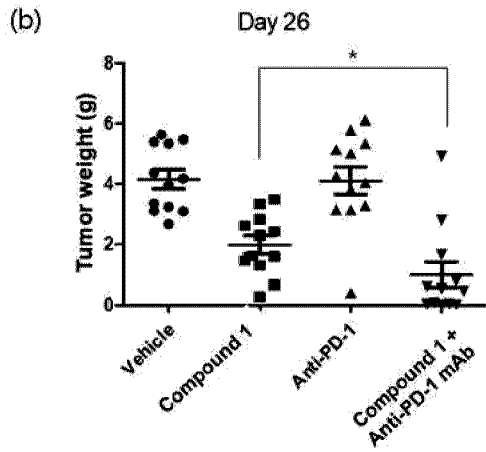 (b)
Day 26
*
Tumor weight (g)
8
6
4
2
0
Vehicle
Compound 1
Anti-PD-1
Compound 1 +
Anti-PD-1 mAb